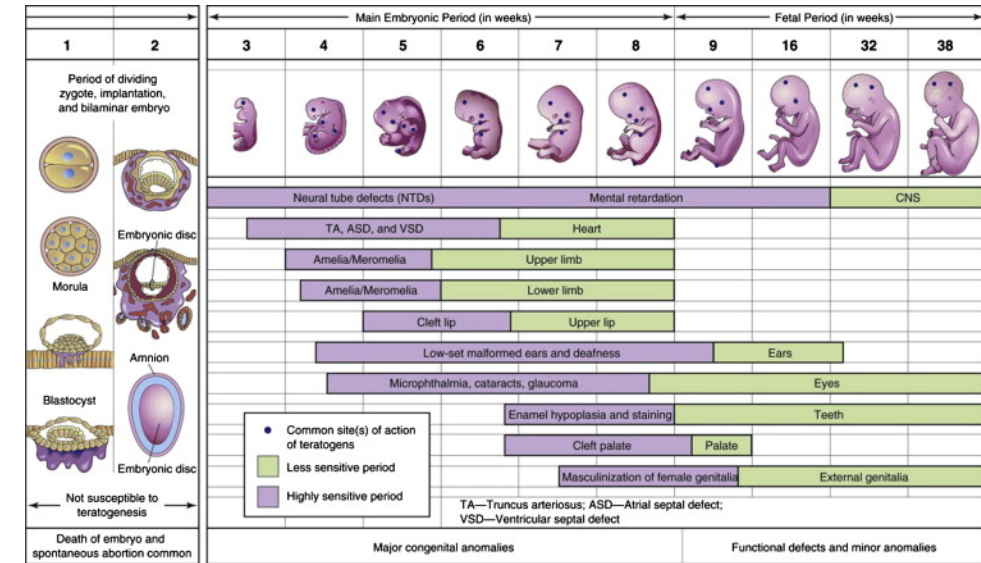 Main Embryonic Period (in weeks)
Fetal Period (in weeks)
1
2
3
4
5
6
7
8
9
16
32
38
Period of dividing
zygote, implantation,
and bilaminar embryo
Embryonic disc
Morula
Amnion
Blastocyst
Embryonic disc
Not susceptible to
teratogenesis
Death of embryo and
spontaneous abortion common
Neural tube defects (NTDs)
Mental retardation
CNS
TA, ASD, and VSD
Heart
Amelia/Meromelia
Upper limb
Amelia/Meromelia
Lower limb
Cleft lip
Upper lip
Low-set malformed ears and deafness
Ears
Microphthalmia, cataracts, glaucoma
Eyes
Enamel hypoplasia and staining
Teeth
Cleft palate
Palate
Masculinization of female genitalia
External genitalia
Common site(s) of action
of teratogens
Less sensitive period
Highly sensitive period
TA—Truncus arteriosus; ASD—Atrial septal defect;
VSD—Ventricular septal defect
Major congenital anomalies
Functional defects and minor anomalies